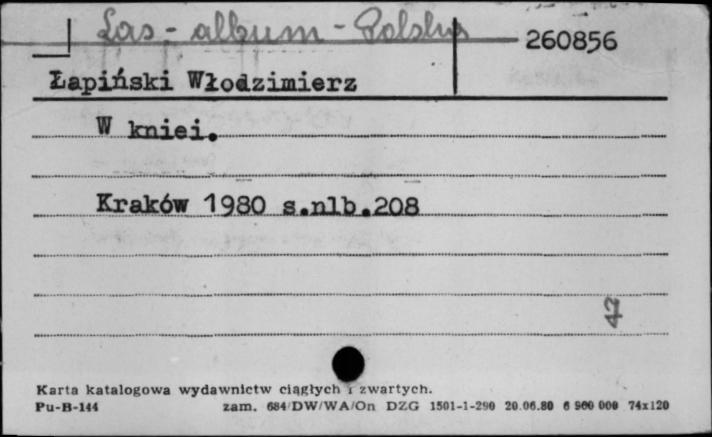 Las - album - Polska
260856
Łapiński Włodzimierz
W kniei.
Kraków 1980 s.nlb.208
47
Karta katalogowa wydawnictw ciągłych i zwartych.
Pu-B-144 zam. 684/DW/WA/On DZG 1501-1-290 20.06.80 6 900 000 74x120